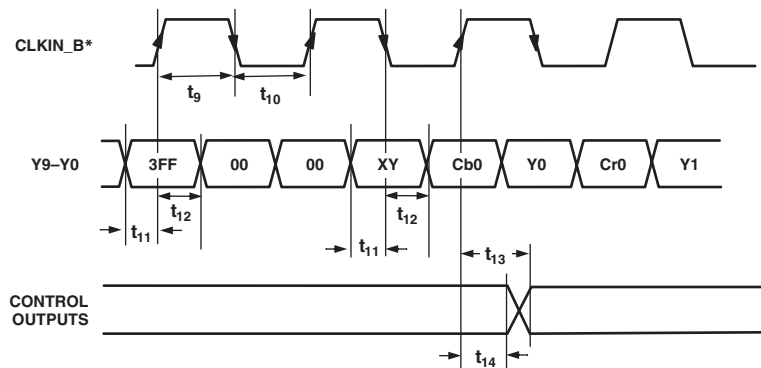 CLKIN_B*
t9 t10
Y9–Y0 3FF 00 00 XY Cb0 Y0 Cr0 Y1
t12 t12
t11 t11
t13
CONTROL
OUTPUTS
t14